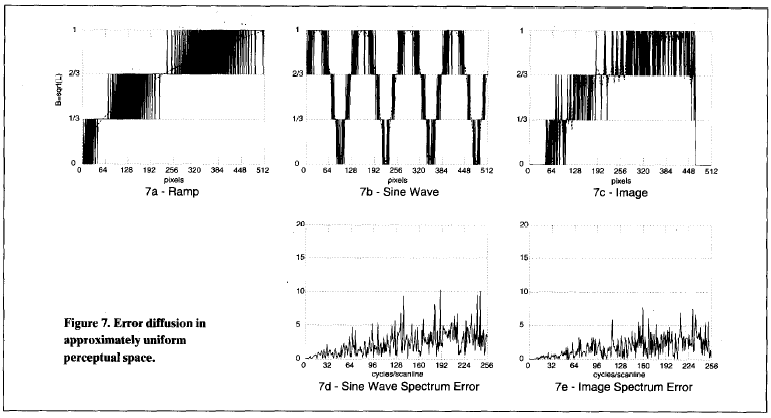 1
2/3
B=sqrt(L)
1/3
0
0 64 128 192 256 320 384 448 512
pixels
7a - Ramp
1
2/3
1/3
0
0 64 128 192 256 320 384 448 512
pixels
7b - Sine Wave
1
2/3
1/3
0
0 64 128 192 256 320 384 448 512
pixels
7c - Image
20
15
10
5
0
0 32 64 96 128 160 192 224 256
cycles/scanline
7d - Sine Wave Spectrum Error
20
15
10
5
0
0 32 64 96 128 160 192 224 256
cycles/scanline
7e - Image Spectrum Error
Figure 7. Error diffusion in
approximately uniform
perceptual space.